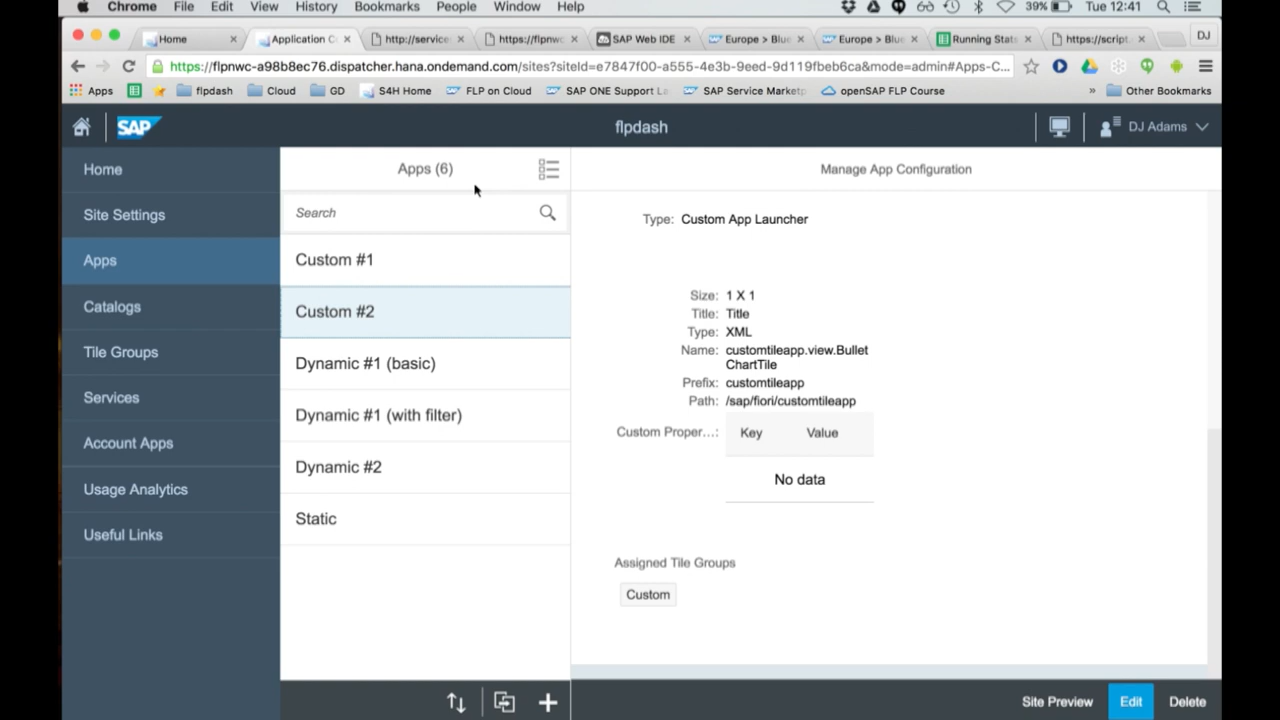 Chrome File Edit View History Bookmarks People Window Help 39% Tue 12:41
Home Application C http://service https://flpnwc SAP Web IDE Europe > Blue Europe > Blue Running Stats https://script. DJ
https://flpnwc-a98b8ec76.dispatcher.hana.ondemand.com/sites?siteId=e7847f00-a555-4e3b-9eed-9d119fbeb6ca&mode=admin#Apps-C...
Apps flpdash Cloud GD S4H Home FLP on Cloud SAP ONE Support La SAP Service Marketp openSAP FLP Course » Other Bookmarks
SAP flpdash DJ Adams
Home
Site Settings
Apps
Catalogs
Tile Groups
Services
Account Apps
Usage Analytics
Useful Links
Apps (6)
Search
Custom #1
Custom #2
Dynamic #1 (basic)
Dynamic #1 (with filter)
Dynamic #2
Static
Manage App Configuration
Type: Custom App Launcher
Size: 1 X 1
Title: Title
Type: XML
Name: customtileapp.view.Bullet
ChartTile
Prefix: customtileapp
Path: /sap/fiori/customtileapp
Custom Proper...: Key Value
No data
Assigned Tile Groups
Custom
Site Preview Edit Delete